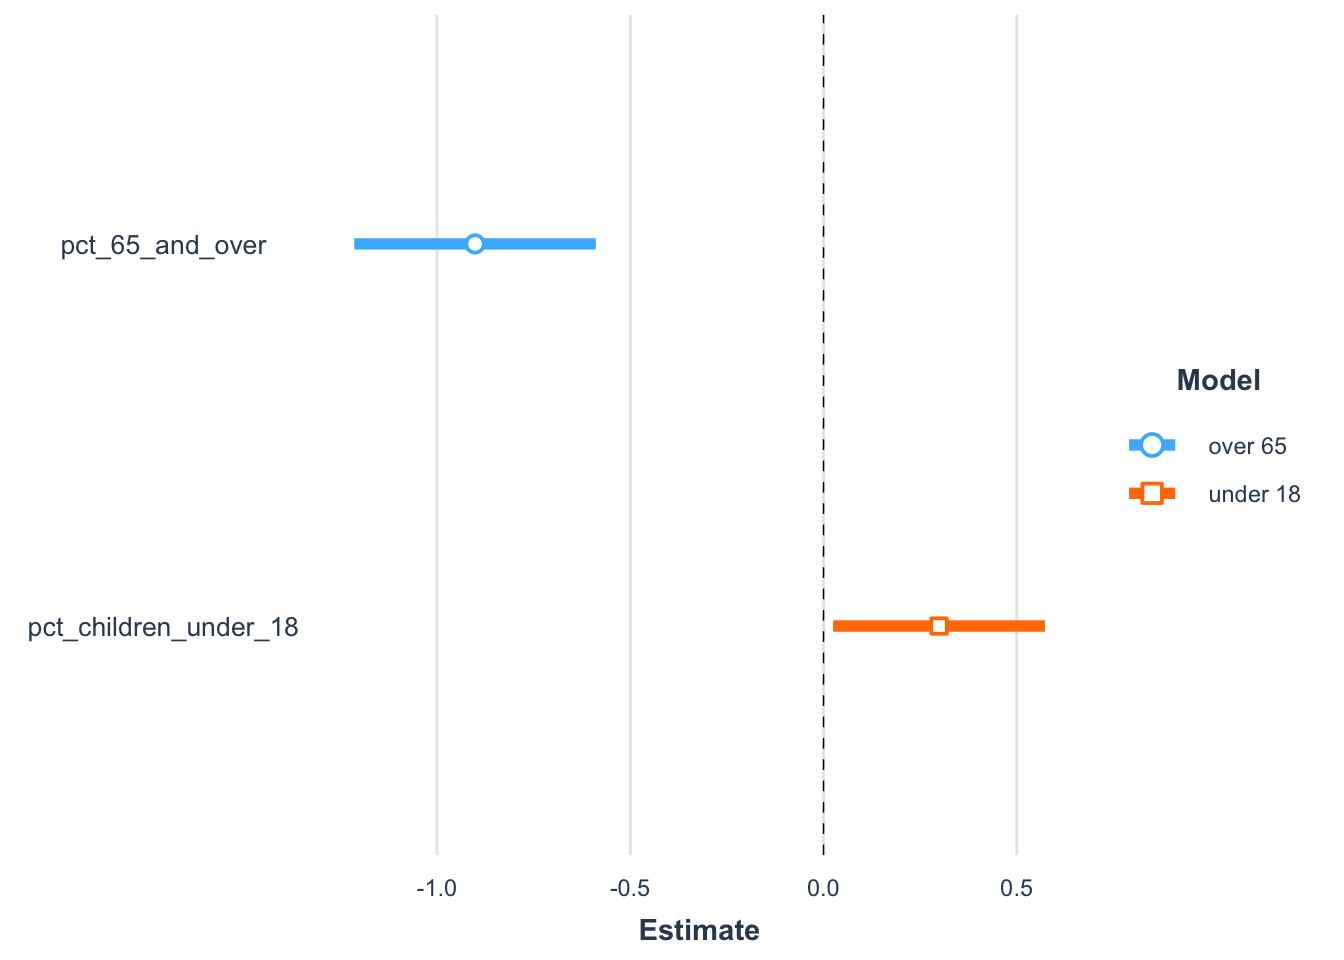 pct_65_and_over
pct_children_under_18
Model
over 65
under 18
-1.0 -0.5 0.0 0.5
Estimate